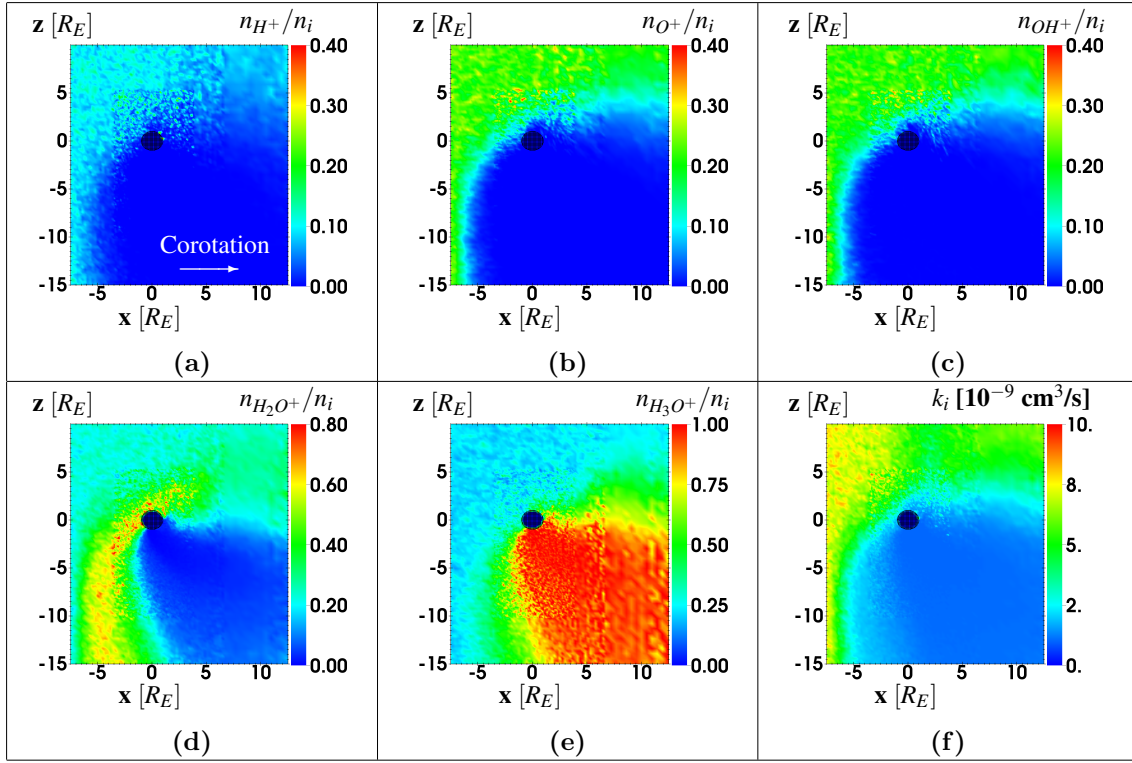 z [R_E] n_{H^+}/n_i
0.40
0.30
0.20
0.10
0.00
5
0
-5
-10
-15
-5 0 5 10
Corotation
x [R_E]
(a)
z [R_E] n_{O^+}/n_i
0.40
0.30
0.20
0.10
0.00
5
0
-5
-10
-15
-5 0 5 10
x [R_E]
(b)
z [R_E] n_{OH^+}/n_i
0.40
0.30
0.20
0.10
0.00
5
0
-5
-10
-15
-5 0 5 10
x [R_E]
(c)
z [R_E] n_{H_2O^+}/n_i
0.80
0.60
0.40
0.20
0.00
5
0
-5
-10
-15
-5 0 5 10
x [R_E]
(d)
z [R_E] n_{H_3O^+}/n_i
1.00
0.75
0.50
0.25
0.00
5
0
-5
-10
-15
-5 0 5 10
x [R_E]
(e)
z [R_E] k_i [10^{-9} cm^3/s]
10.
8.
5.
2.
0.
5
0
-5
-10
-15
-5 0 5 10
x [R_E]
(f)